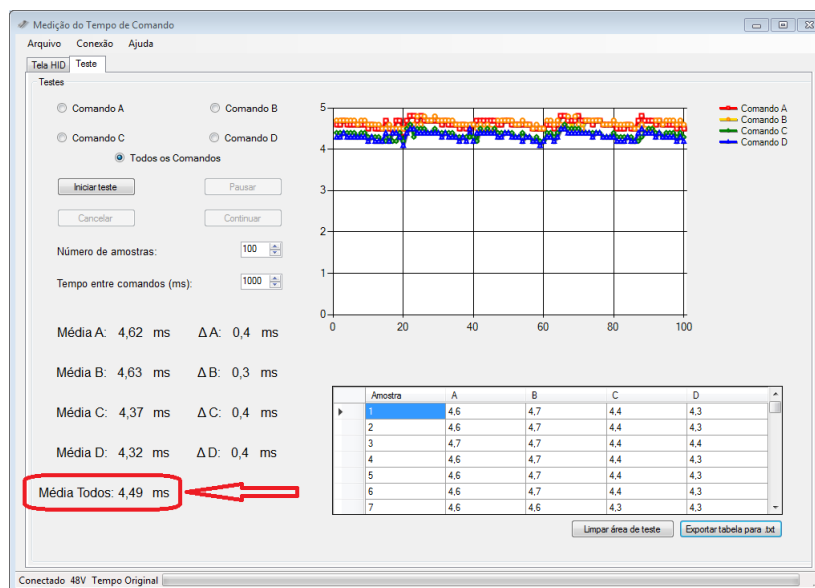 Medição do Tempo de Comando
Arquivo Conexão Ajuda
Tela HID Teste
Testes
Comando A Comando B
Comando C Comando D
Todos os Comandos
Iniciar teste Pausar
Cancelar Continuar
Número de amostras: 100
Tempo entre comandos (ms): 1000
Média A: 4,62 ms Δ A: 0,4 ms
Média B: 4,63 ms Δ B: 0,3 ms
Média C: 4,37 ms Δ C: 0,4 ms
Média D: 4,32 ms Δ D: 0,4 ms
Média Todos: 4,49 ms
5
4
3
2
1
0
0 20 40 60 80 100
Comando A
Comando B
Comando C
Comando D
Amostra A B C D
1 4,6 4,7 4,4 4,3
2 4,6 4,7 4,4 4,3
3 4,7 4,7 4,4 4,4
4 4,6 4,7 4,4 4,3
5 4,6 4,7 4,4 4,3
6 4,6 4,7 4,4 4,3
7 4,6 4,6 4,3 4,3
Limpar área de teste Exportar tabela para .txt
Conectado 48V Tempo Original